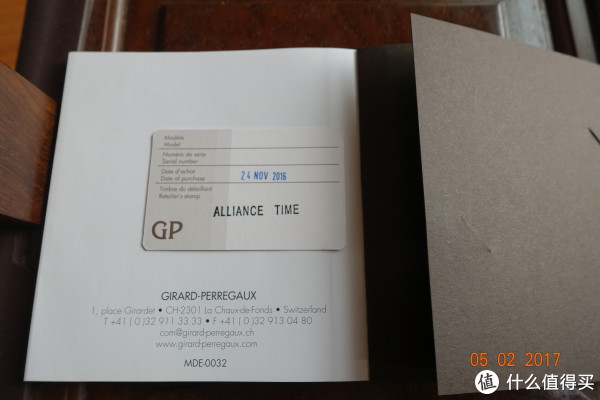 Modèle
Model
Numéro de série
Serial number
Date d'achat
Date of purchase
24 NOV 2016
Timbre du détaillant
Retailer's stamp
ALLIANCE TIME
GP
GIRARD-PERREGAUX
1, place Girardet • CH-2301 La Chaux-de-Fonds • Switzerland
T +41 ( 0 )32 911 33 33 • F +41 ( 0 )32 913 04 80
com@girard-perregaux.ch
www.girard-perregaux.com
MDE-0032
05 02 2017
值 什么值得买